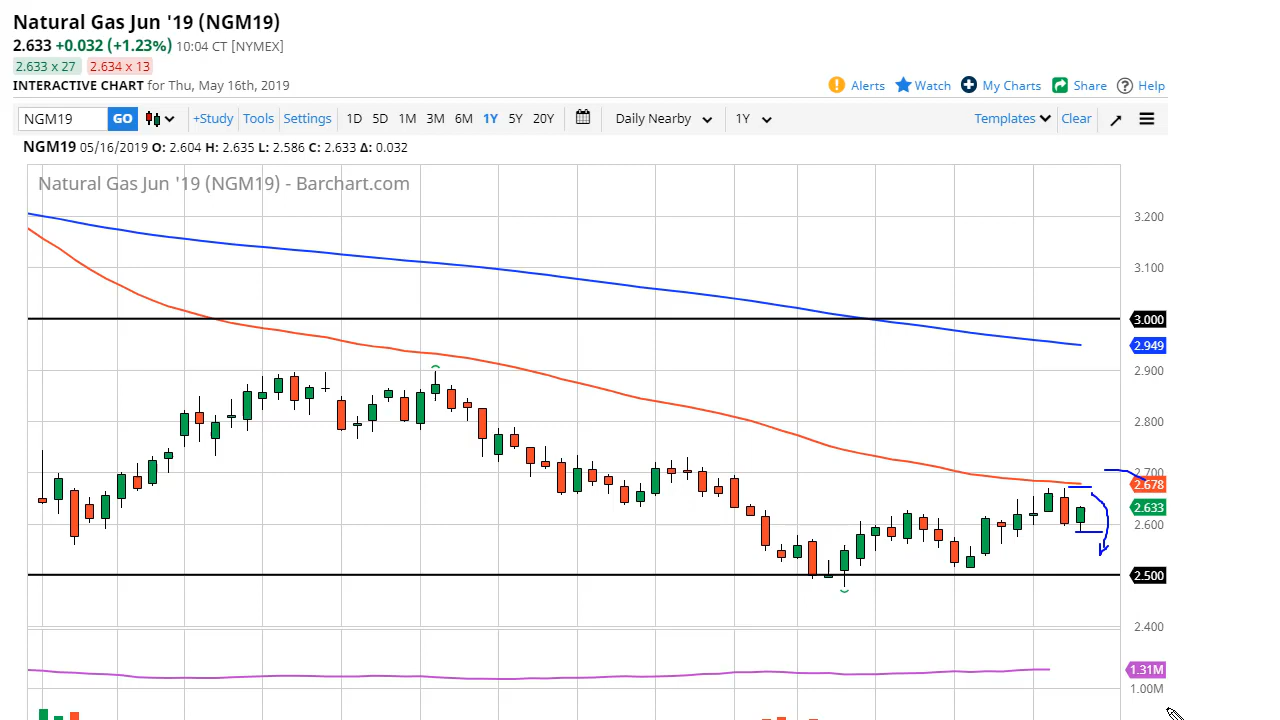 Natural Gas Jun '19 (NGM19)
2.633 +0.032 (+1.23%) 10:04 CT [NYMEX]
2.633 x 27 2.634 x 13
INTERACTIVE CHART for Thu, May 16th, 2019
Alerts Watch My Charts Share Help
NGM19 GO +Study Tools Settings 1D 5D 1M 3M 6M 1Y 5Y 20Y Daily Nearby 1Y Templates Clear
NGM19 05/16/2019 O: 2.604 H: 2.635 L: 2.586 C: 2.633 Δ: 0.032
Natural Gas Jun '19 (NGM19) - Barchart.com
3.200
3.100
3.000
2.949
2.900
2.800
2.700
2.678
2.633
2.600
2.500
2.400
1.31M
1.00M